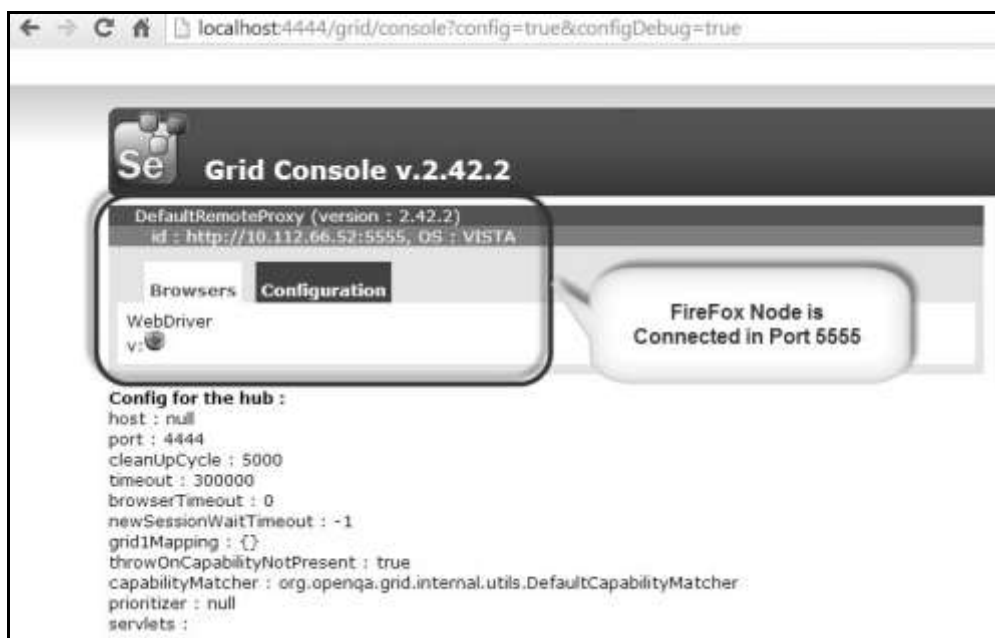 localhost:4444/grid/console?config=true&configDebug=true
Se
Grid Console v.2.42.2
DefaultRemoteProxy (version : 2.42.2)
id : http://10.112.66.52:5555, OS : VISTA
Browsers Configuration
WebDriver
v:
FireFox Node is
Connected in Port 5555
Config for the hub :
host : null
port : 4444
cleanUpCycle : 5000
timeout : 300000
browserTimeout : 0
newSessionWaitTimeout : -1
grid1Mapping : {}
throwOnCapabilityNotPresent : true
capabilityMatcher : org.openqa.grid.internal.utils.DefaultCapabilityMatcher
prioritizer : null
servlets :